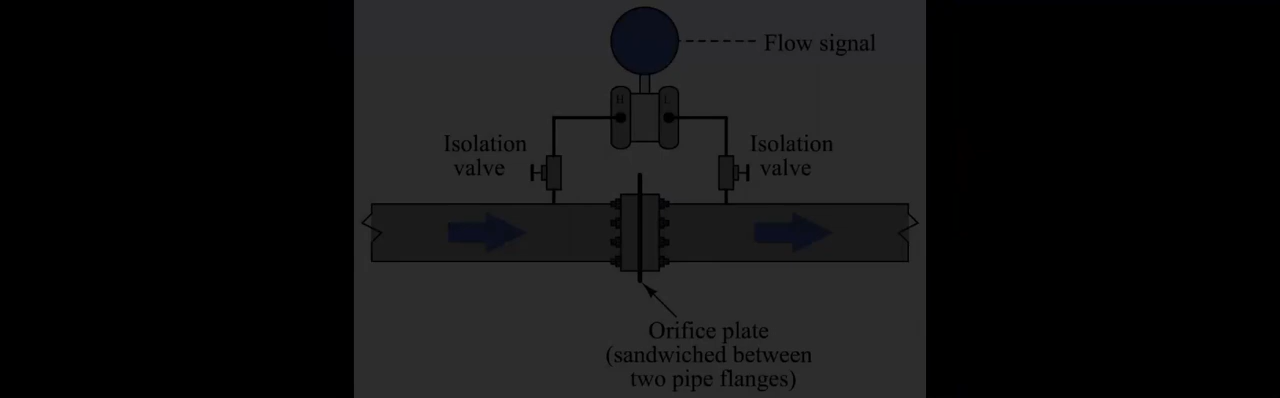 Flow signal
H L
Isolation
valve
Isolation
valve
Orifice plate
(sandwiched between
two pipe flanges)